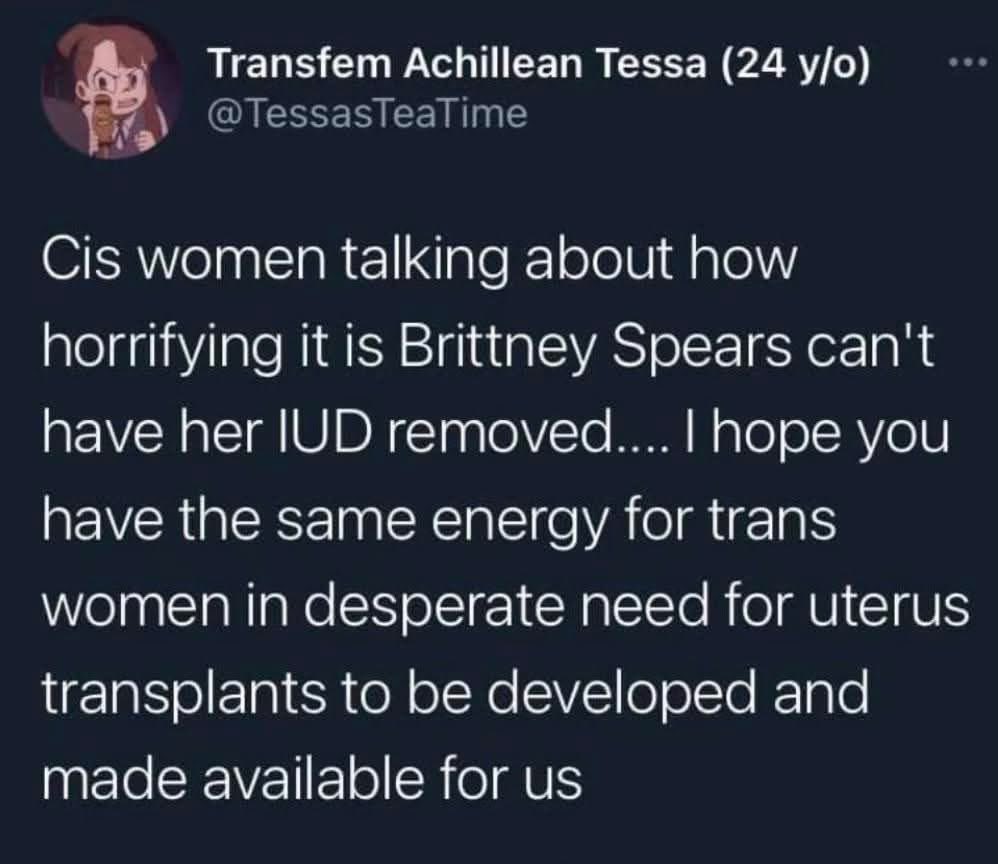 Transfem Achillean Tessa (24 y/o)
@TessasTeaTime
Cis women talking about how
horrifying it is Brittney Spears can't
have her IUD removed.... I hope you
have the same energy for trans
women in desperate need for uterus
transplants to be developed and
made available for us